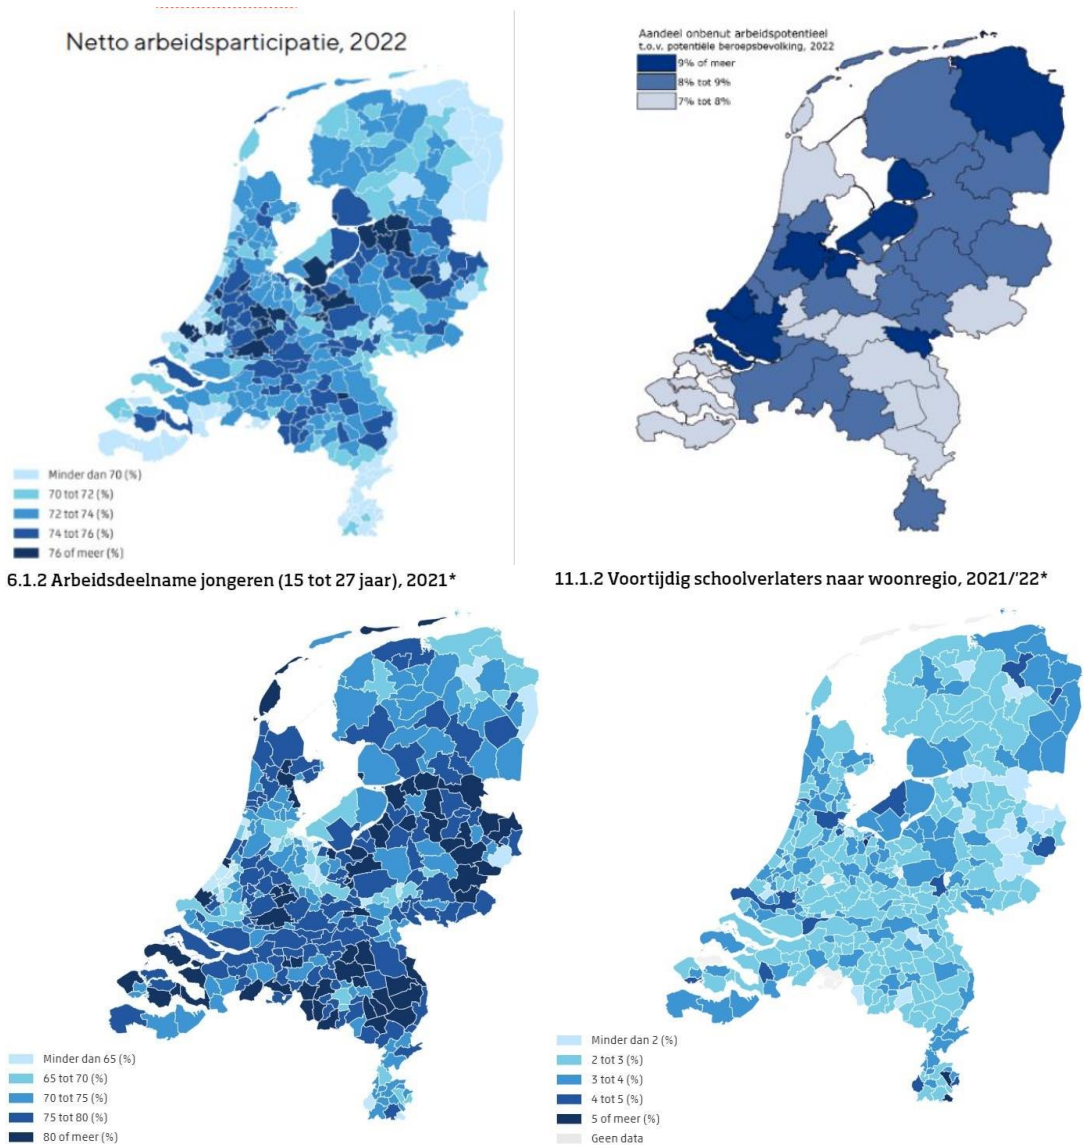 Netto arbeidsparticipatie, 2022
Minder dan 70 (%)
70 tot 72 (%)
72 tot 74 (%)
74 tot 76 (%)
76 of meer (%)
Aandeel onbenut arbeidspotentieel
t.o.v. potentiële beroepsbevolking, 2022
9% of meer
8% tot 9%
7% tot 8%
6.1.2 Arbeidsdeelname jongeren (15 tot 27 jaar), 2021*
Minder dan 65 (%)
65 tot 70 (%)
70 tot 75 (%)
75 tot 80 (%)
80 of meer (%)
11.1.2 Voortijdig schoolverlaters naar woonregio, 2021/'22*
Minder dan 2 (%)
2 tot 3 (%)
3 tot 4 (%)
4 tot 5 (%)
5 of meer (%)
Geen data